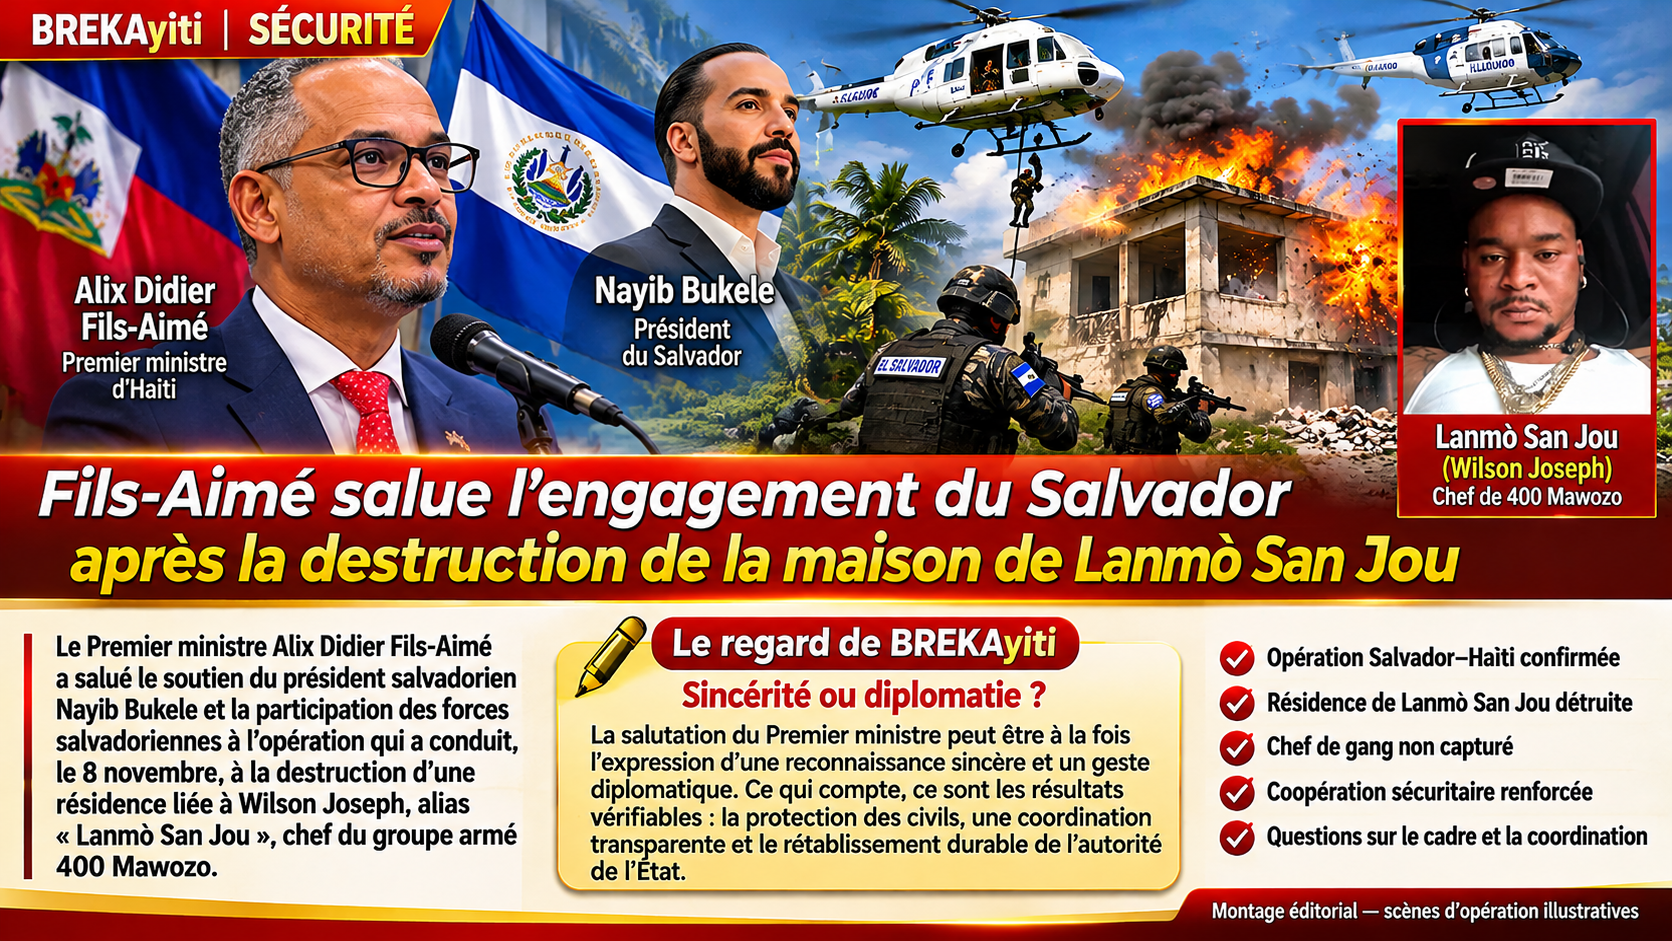 BREKAyiti | SÉCURITÉ
Alix Didier
Fils-Aimé
Premier ministre
d'Haïti
Nayib Bukele
Président
du Salvador
EL SALVADOR
Lanmò San Jou
(Wilson Joseph)
Chef de 400 Mawozo
Fils-Aimé salue l'engagement du Salvador
après la destruction de la maison de Lanmò San Jou
Le Premier ministre Alix Didier Fils-Aimé
a salué le soutien du président salvadorien
Nayib Bukele et la participation des forces
salvadoriennes à l'opération qui a conduit,
le 8 novembre, à la destruction d'une
résidence liée à Wilson Joseph, alias
« Lanmò San Jou », chef du groupe armé
400 Mawozo.
Le regard de BREKAyiti
Sincérité ou diplomatie ?
La salutation du Premier ministre peut être à la fois
l'expression d'une reconnaissance sincère et un geste
diplomatique. Ce qui compte, ce sont les résultats
vérifiables : la protection des civils, une coordination
transparente et le rétablissement durable de l'autorité
de l'État.
Opération Salvador–Haïti confirmée
Résidence de Lanmò San Jou détruite
Chef de gang non capturé
Coopération sécuritaire renforcée
Questions sur le cadre et la coordination
Montage éditorial — scènes d'opération illustratives